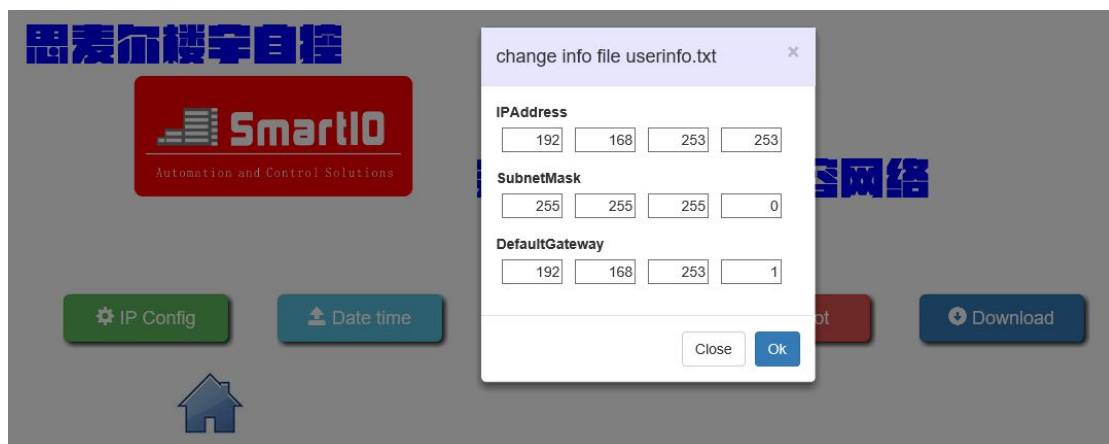 思麦尔楼宇自控
SmartIO
Automation and Control Solutions
网络
change info file userinfo.txt
×
IPAddress
192 168 253 253
SubnetMask
255 255 255 0
DefaultGateway
192 168 253 1
Close Ok
IP Config
Date time
ot
Download